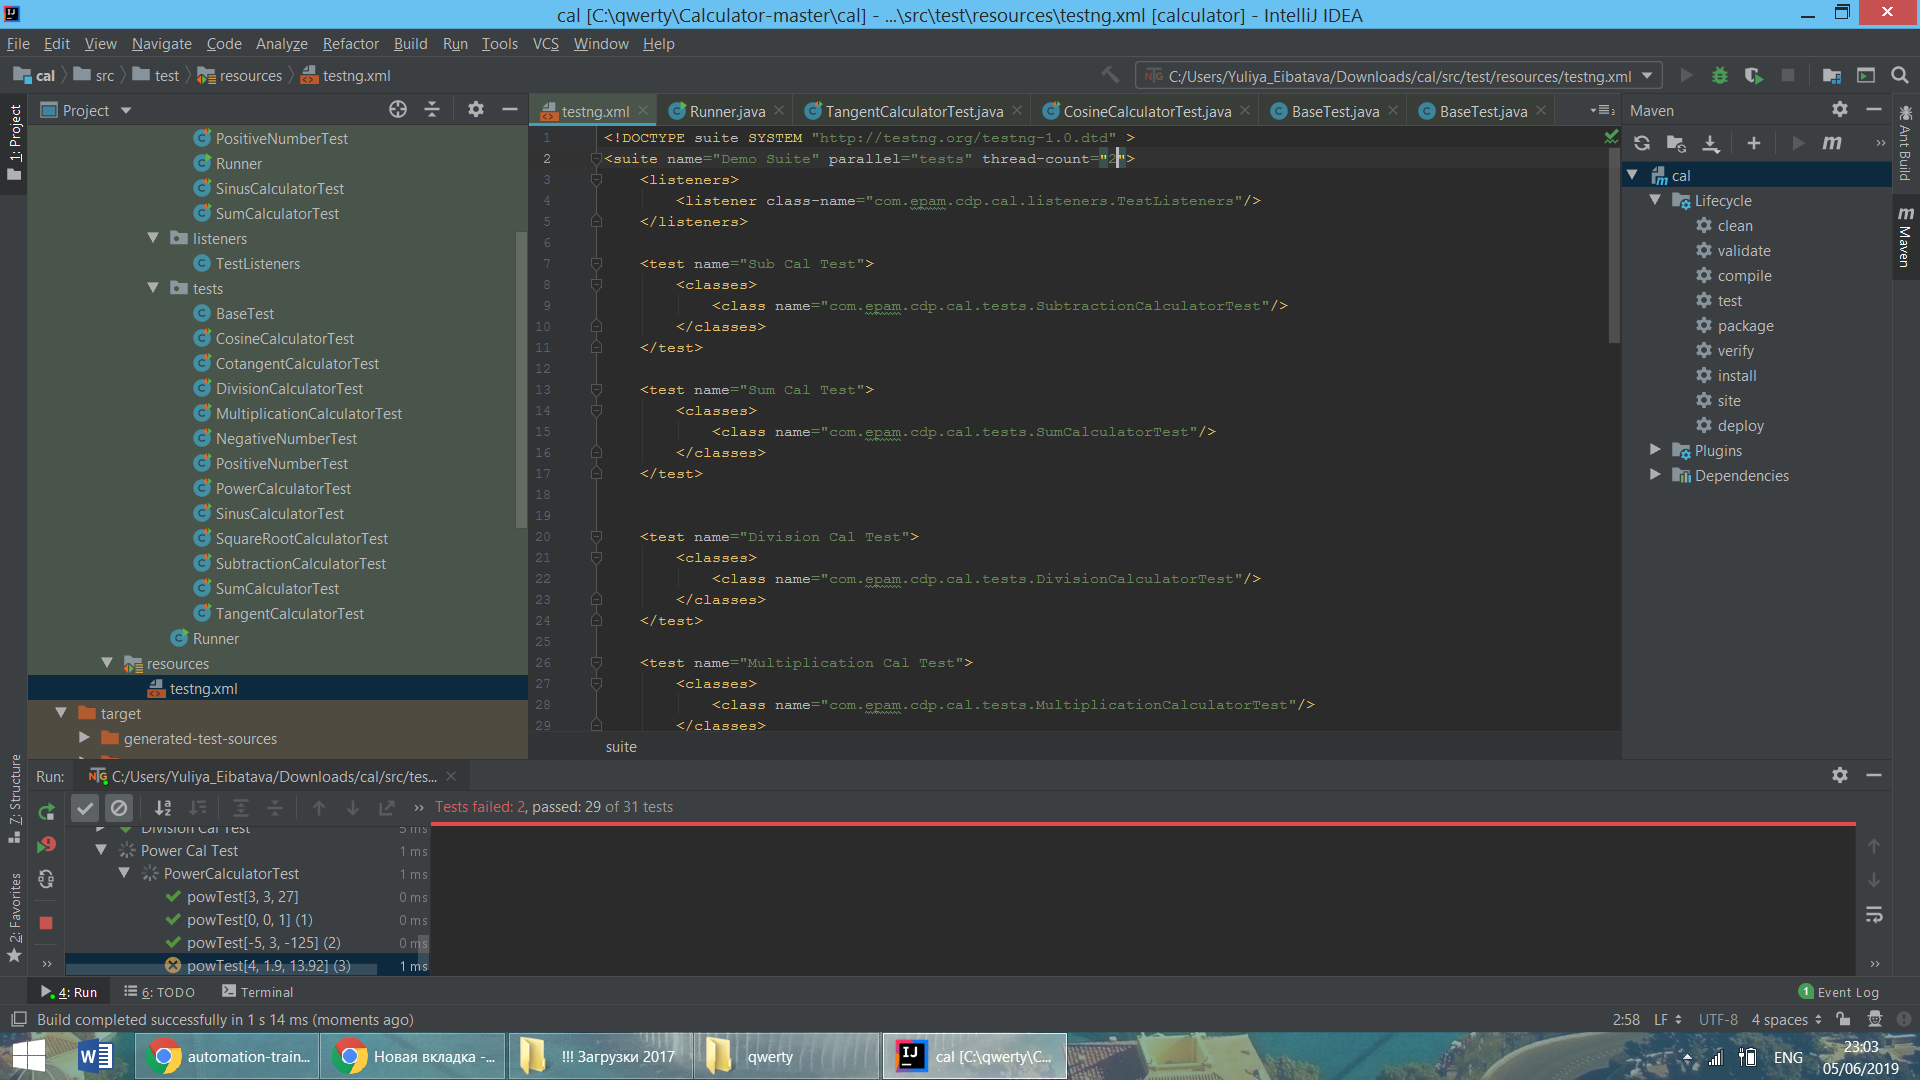 cal [C:\qwerty\Calculator-master\cal] - ...\src\test\resources\testng.xml [calculator] - IntelliJ IDEA
File Edit View Navigate Code Analyze Refactor Build Run Tools VCS Window Help
cal src test resources testng.xml
C:/Users/Yuliya_Eibatava/Downloads/cal/src/test/resources/testng.xml
1: Project
Project
PositiveNumberTest
Runner
SinusCalculatorTest
SumCalculatorTest
listeners
TestListeners
tests
BaseTest
CosineCalculatorTest
CotangentCalculatorTest
DivisionCalculatorTest
MultiplicationCalculatorTest
NegativeNumberTest
PositiveNumberTest
PowerCalculatorTest
SinusCalculatorTest
SquareRootCalculatorTest
SubtractionCalculatorTest
SumCalculatorTest
TangentCalculatorTest
Runner
resources
testng.xml
target
generated-test-sources
testng.xml Runner.java TangentCalculatorTest.java CosineCalculatorTest.java BaseTest.java BaseTest.java
1 <!DOCTYPE suite SYSTEM "http://testng.org/testng-1.0.dtd" >
2 <suite name="Demo Suite" parallel="tests" thread-count="2">
3 <listeners>
4 <listener class-name="com.epam.cdp.cal.listeners.TestListeners"/>
5 </listeners>
6
7 <test name="Sub Cal Test">
8 <classes>
9 <class name="com.epam.cdp.cal.tests.SubtractionCalculatorTest"/>
10 </classes>
11 </test>
12
13 <test name="Sum Cal Test">
14 <classes>
15 <class name="com.epam.cdp.cal.tests.SumCalculatorTest"/>
16 </classes>
17 </test>
18
19
20 <test name="Division Cal Test">
21 <classes>
22 <class name="com.epam.cdp.cal.tests.DivisionCalculatorTest"/>
23 </classes>
24 </test>
25
26 <test name="Multiplication Cal Test">
27 <classes>
28 <class name="com.epam.cdp.cal.tests.MultiplicationCalculatorTest"/>
29 </classes>
suite
Maven
cal
Lifecycle
clean
validate
compile
test
package
verify
install
site
deploy
Plugins
Dependencies
Ant Build
Maven
7: Structure
2: Favorites
Run: C:/Users/Yuliya_Eibatava/Downloads/cal/src/tes...
Tests failed: 2, passed: 29 of 31 tests
Division Cal Test 5 ms
Power Cal Test 1 ms
PowerCalculatorTest 1 ms
powTest[3, 3, 27] 0 ms
powTest[0, 0, 1] (1) 0 ms
powTest[-5, 3, -125] (2) 0 ms
powTest[4, 1.9, 13.92] (3) 1 ms
4: Run 6: TODO Terminal
1 Event Log
Build completed successfully in 1 s 14 ms (moments ago)
2:58 LF UTF-8 4 spaces
automation-train... Новая вкладка -... !!! Загрузки 2017 qwerty cal [C:\qwerty\C...
ENG
23:03
05/06/2019